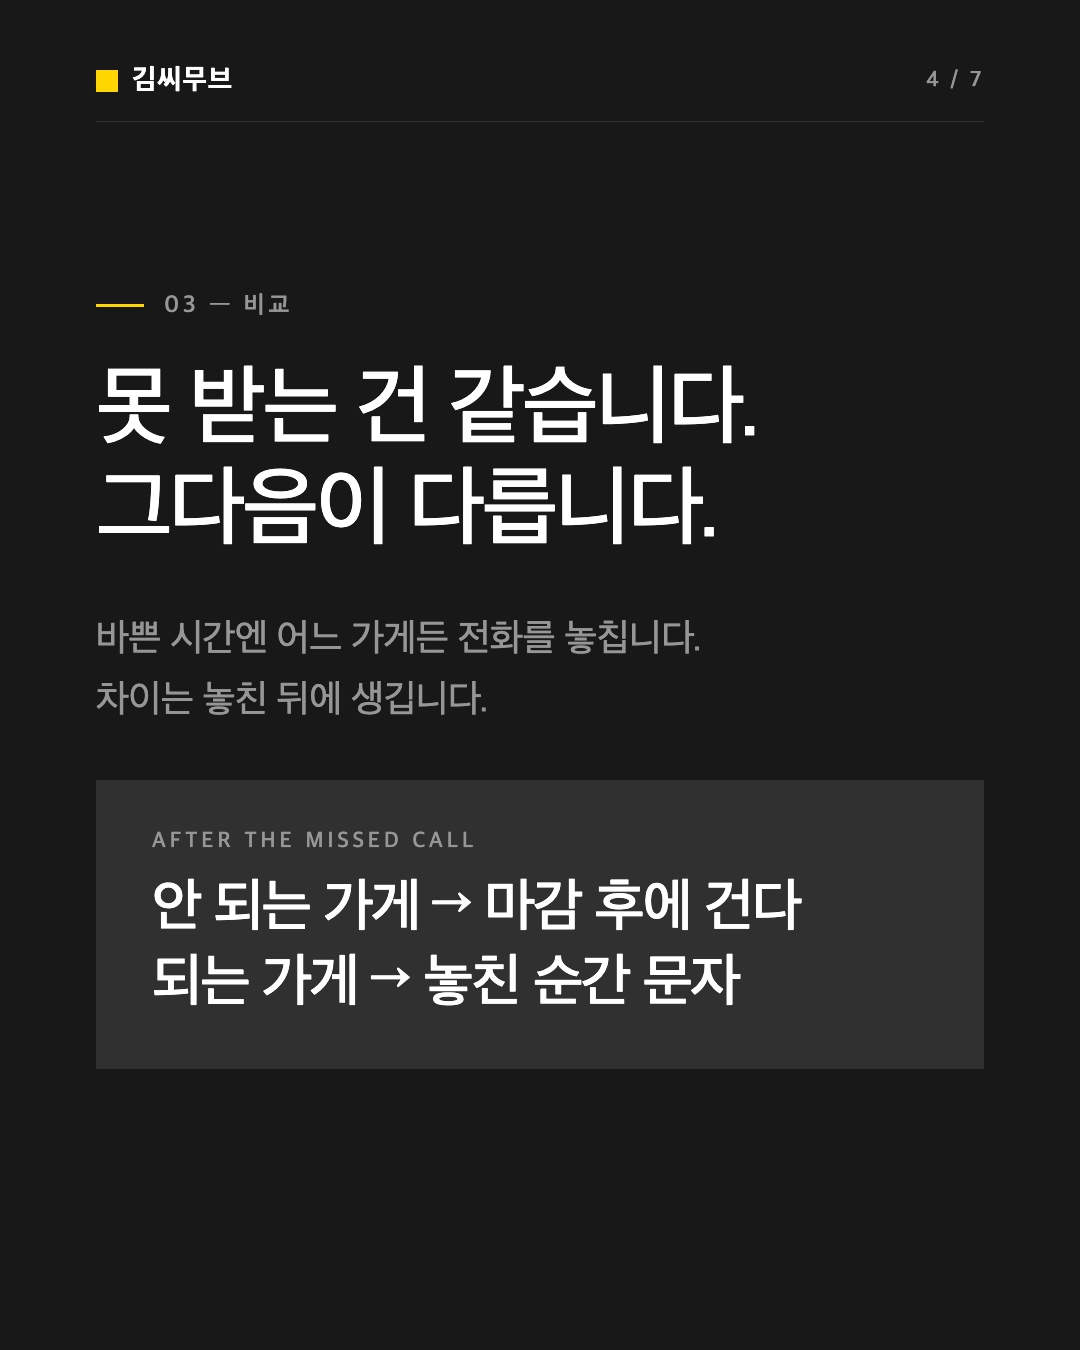 김씨무브
4 / 7
03 — 비교
못 받는 건 같습니다.
그다음이 다릅니다.
바쁜 시간엔 어느 가게든 전화를 놓칩니다.
차이는 놓친 뒤에 생깁니다.
AFTER THE MISSED CALL
안 되는 가게 → 마감 후에 건다
되는 가게 → 놓친 순간 문자